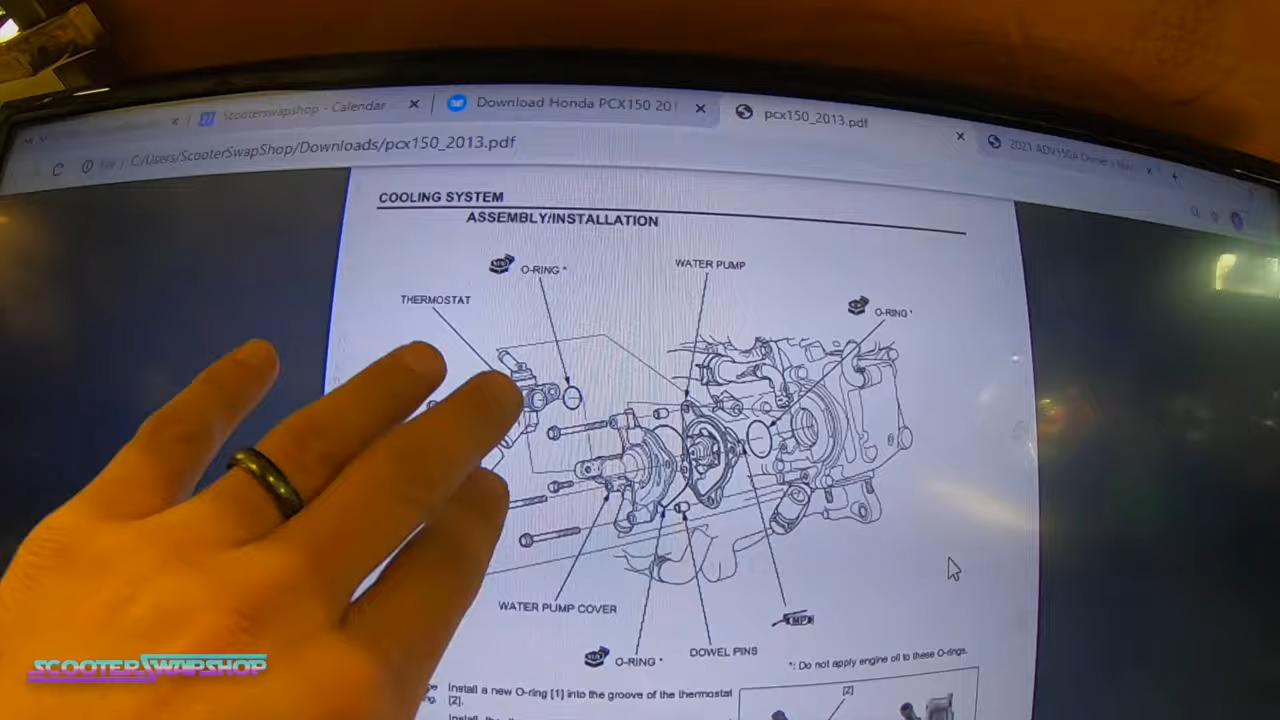 Scooterswapshop - Calendar
Download Honda PCX150 201
pcx150_2013.pdf
2021 ADV150A Owner's
C:/Users/ScooterSwapShop/Downloads/pcx150_2013.pdf
COOLING SYSTEM
ASSEMBLY/INSTALLATION
O-RING *
WATER PUMP
THERMOSTAT
O-RING *
WATER PUMP COVER
MP
DOWEL PINS
O-RING *
*: Do not apply engine oil to these O-rings.
Install a new O-ring [1] into the groove of the thermostat
[2].
[2]
SCOOTERSWAPSHOP